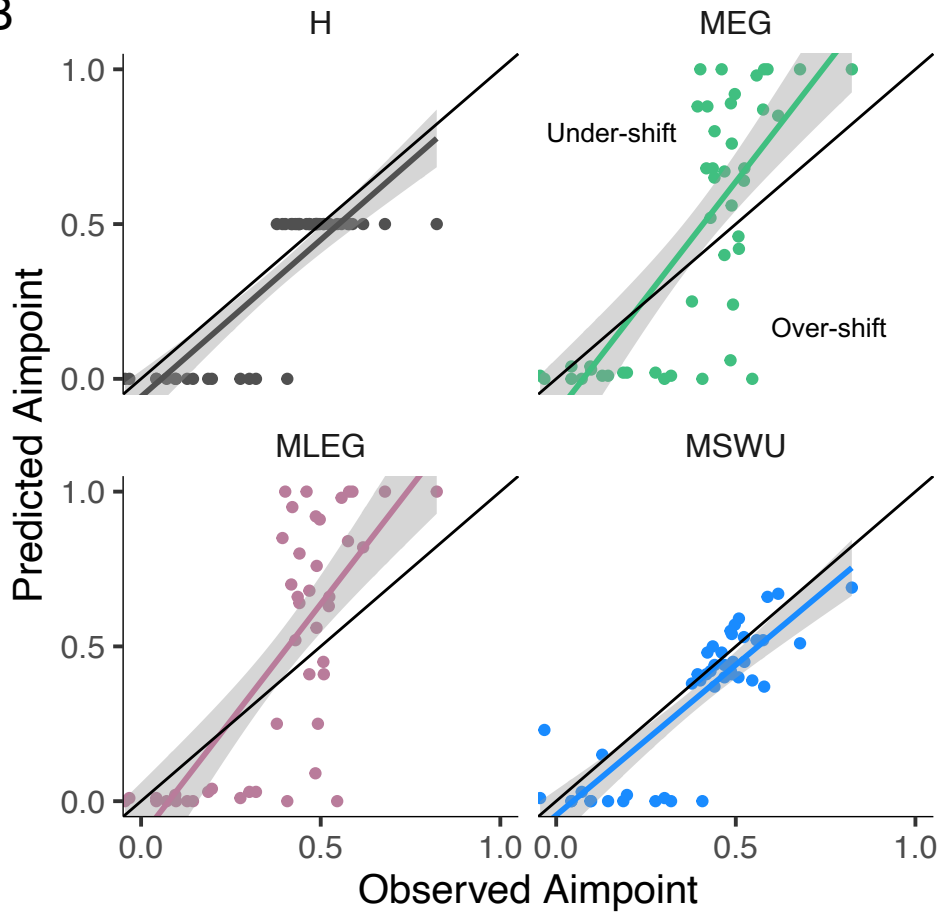 B
H
MEG
1.0
Under-shift
0.5
Over-shift
0.0
Predicted Aimpoint
MLEG
MSWU
1.0
0.5
0.0
0.0 0.5 1.0 0.0 0.5 1.0
Observed Aimpoint